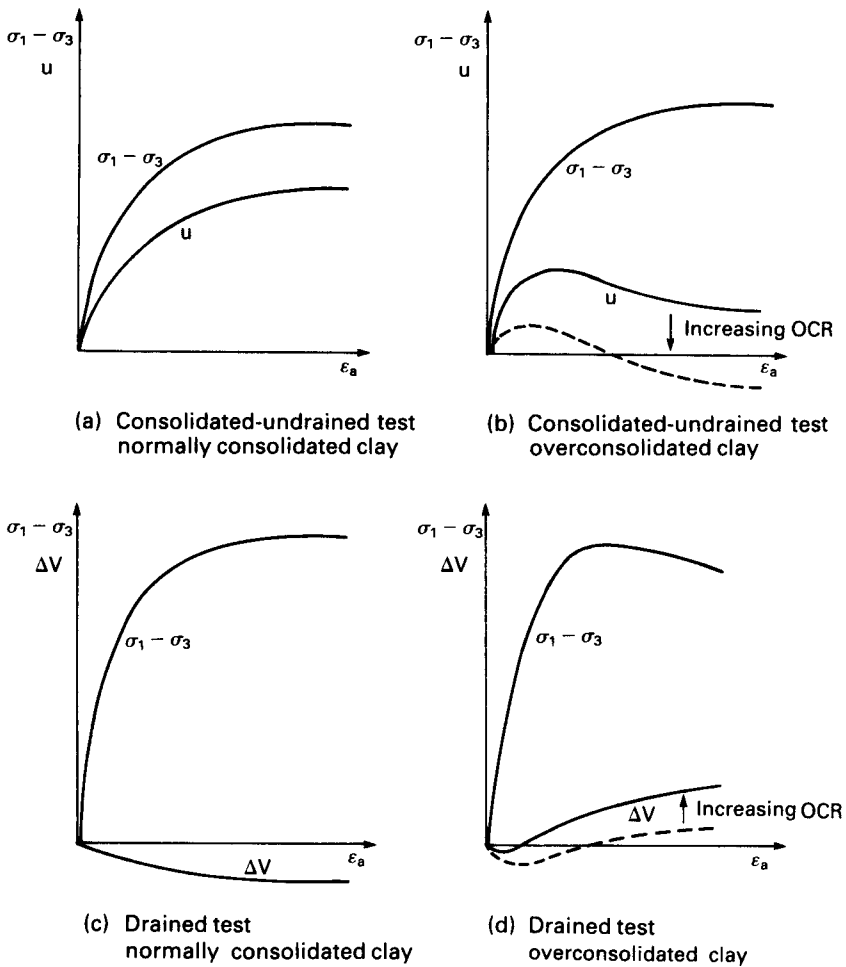 σ₁ − σ₃
u
σ₁ − σ₃
u
εₐ
(a) Consolidated-undrained test
normally consolidated clay
σ₁ − σ₃
u
σ₁ − σ₃
u
Increasing OCR
εₐ
(b) Consolidated-undrained test
overconsolidated clay
σ₁ − σ₃
ΔV
σ₁ − σ₃
εₐ
ΔV
(c) Drained test
normally consolidated clay
σ₁ − σ₃
ΔV
σ₁ − σ₃
ΔV
Increasing OCR
εₐ
(d) Drained test
overconsolidated clay